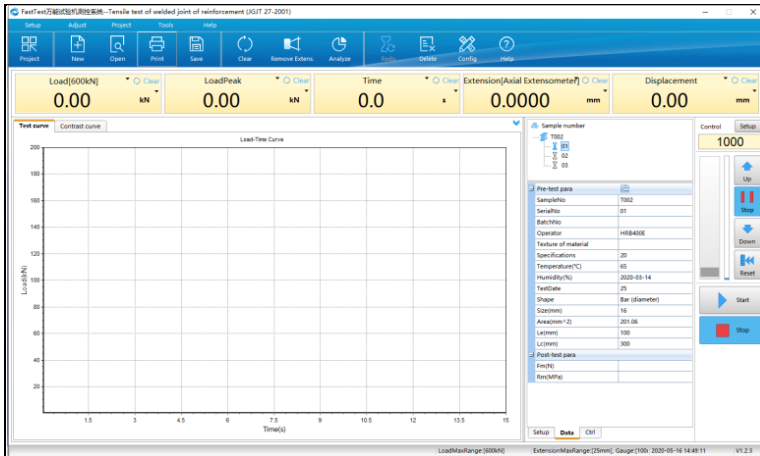 FastTest万能试验机测控系统--Tensile test of welded joint of reinforcement (JGJT 27-2001)
Setup Adjust Project Tools Help
Project New Open Print Save Clear Remove Extens. Analyze Delete Config Help
Load[600kN] Clear LoadPeak Clear Time Clear Extension[Axial Extensometer] Clear Displacement Clear
0.00 kN 0.00 kN 0.0 s 0.0000 mm 0.00 mm
Test curve Contrast curve
Load-Time Curve
200
180
160
140
120
100
80
60
40
20
Load(kN)
1.5 3 4.5 6 7.5 9 10.5 12 13.5 15
Time(s)
Sample number
T002
01
02
03
Pre-test para
SampleNo T002
SerialNo 01
BatchNo
Operator HRB400E
Texture of material
Specifications 20
Temperature(°C) 65
Humidity(%) 2020-03-14
TestDate 25
Shape Bar (diameter)
Size(mm) 16
Area(mm^2) 201.06
Le(mm) 100
Lc(mm) 300
Post-test para
Fm(N)
Rm(MPa)
Setup Data Ctrl
Control Setup
1000
Up
Stop
Down
Reset
Start
Stop
LoadMaxRange:[600kN] ExtensionMaxRange:[25mm], Gauge:[100: 2020-05-16 14:49:11 V1.2.3